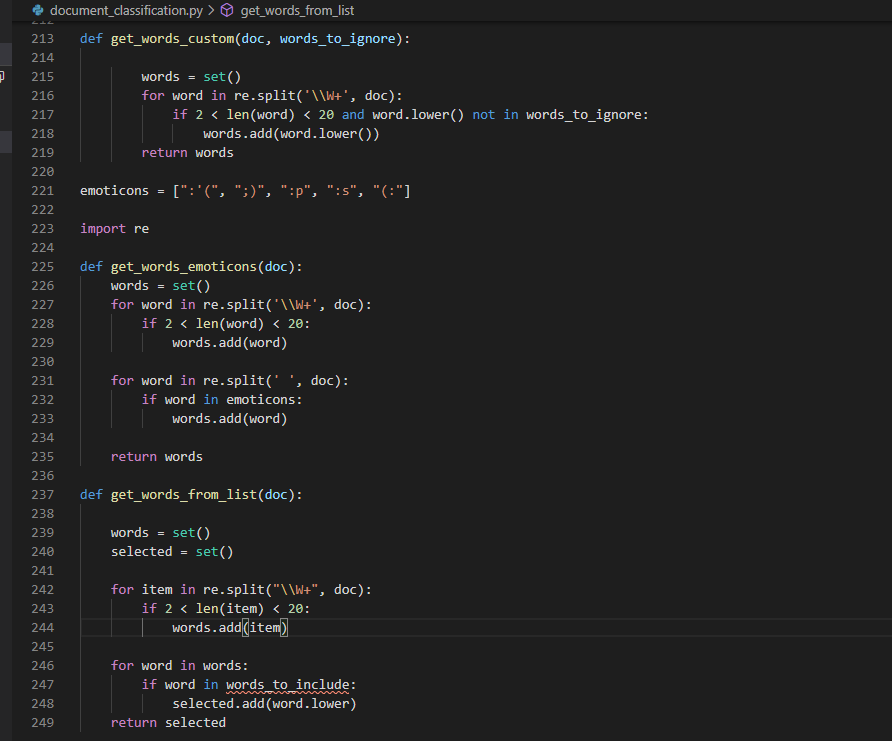 document_classification.py > get_words_from_list
212
213 def get_words_custom(doc, words_to_ignore):
214
215         words = set()
216         for word in re.split('\\W+', doc):
217             if 2 < len(word) < 20 and word.lower() not in words_to_ignore:
218                 words.add(word.lower())
219         return words
220
221 emoticons = [":'(", ";)", ":p", ":s", "(:"]
222
223 import re
224
225 def get_words_emoticons(doc):
226     words = set()
227     for word in re.split('\\W+', doc):
228         if 2 < len(word) < 20:
229             words.add(word)
230
231     for word in re.split(' ', doc):
232         if word in emoticons:
233             words.add(word)
234
235     return words
236
237 def get_words_from_list(doc):
238
239     words = set()
240     selected = set()
241
242     for item in re.split("\\W+", doc):
243         if 2 < len(item) < 20:
244             words.add(item)
245
246     for word in words:
247         if word in words_to_include:
248             selected.add(word.lower)
249     return selected